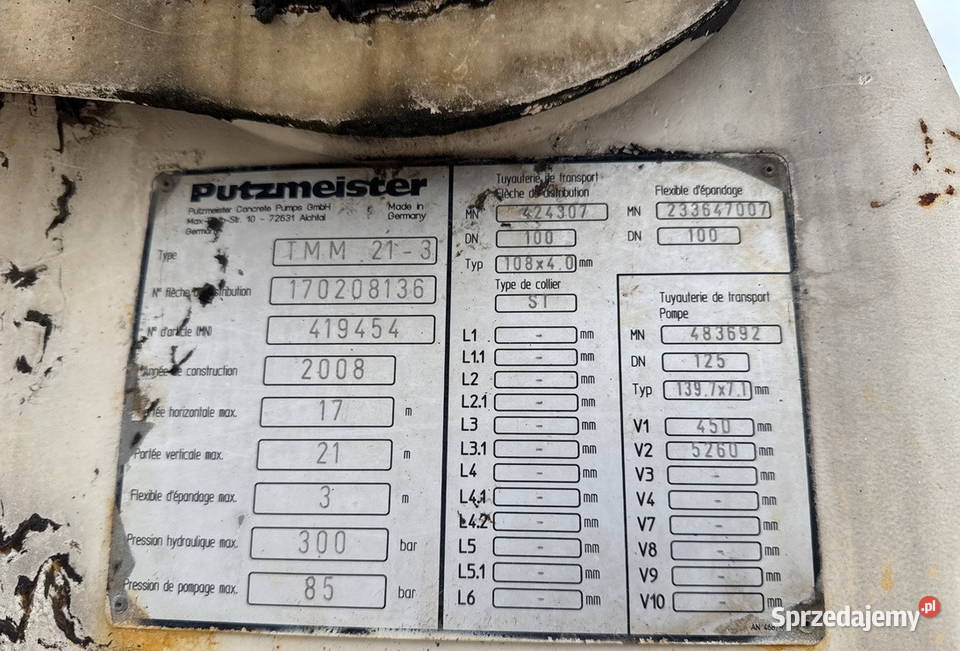 Putzmeister
Putzmeister Concrete Pumps GmbH
Str. 10 - 72631 Aichtal
Germany
Made in
Germany
Type TMM 21-3
N° flèche 170208136
N° d'article (MN) 419454
construction 2008
horizontale max. 17 m
Portée verticale max. 21 m
Flexible d'épandage max. 3 m
Pression hydraulique max. 300 bar
Pression de pompage max. 85 bar
Tuyauterie de transport
Flèche distribution
MN 424307
DN 100
Typ 108x4.0 mm
Type de collier
ST
L1 - mm
L1.1 - mm
L2 - mm
L2.1 - mm
L3 - mm
L3.1 - mm
L4 - mm
L4.1 - mm
L4.2 - mm
L5 - mm
L5.1 - mm
L6 - mm
Flexible d'épandage
MN 233647007
DN 100
Tuyauterie de transport
Pompe
MN 483692
DN 125
Typ 139.7x7.1 mm
V1 450 mm
V2 5260 mm
V3 - mm
V4 - mm
V7 - mm
V8 - mm
V9 - mm
V10 - mm
AN
Sprzedajemy.pl